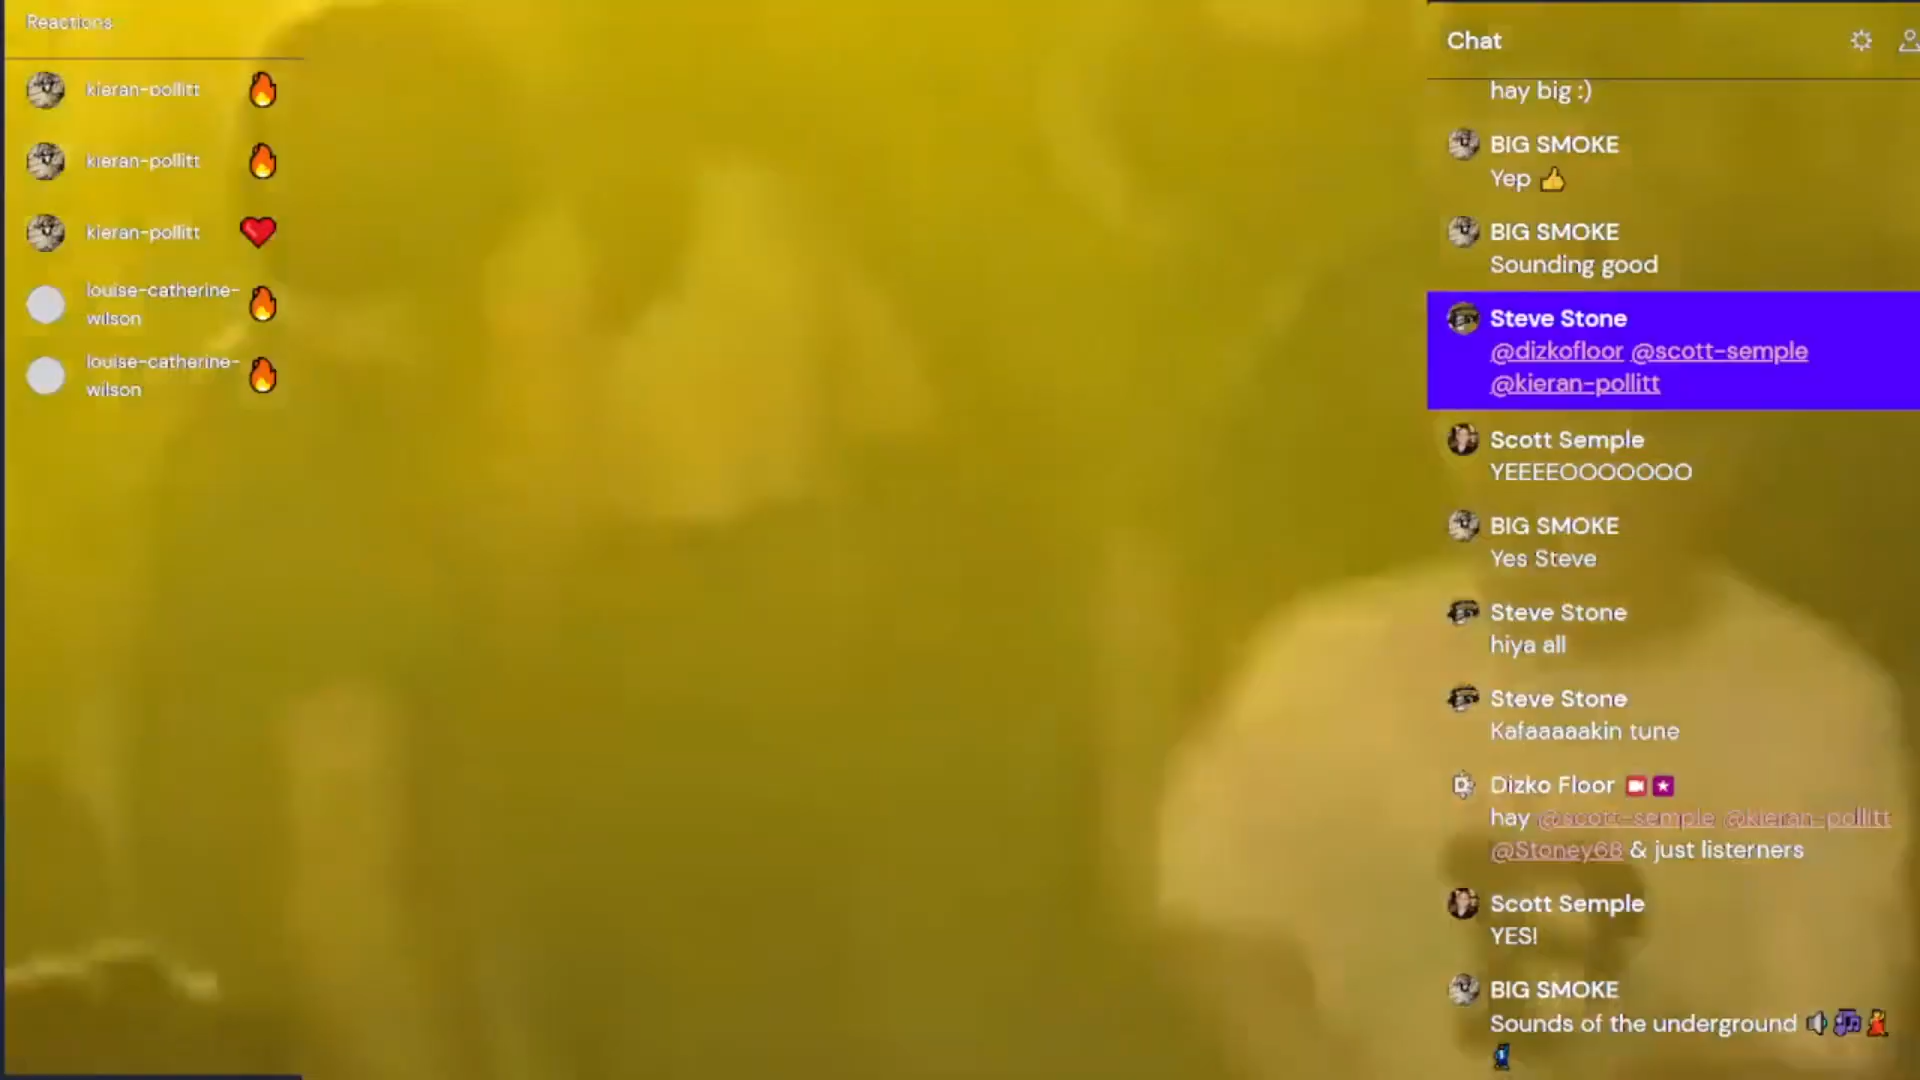 Reactions
kieran-pollitt
kieran-pollitt
kieran-pollitt
louise-catherine-
wilson
louise-catherine-
wilson
Chat
hay big :)
BIG SMOKE
Yep 👍
BIG SMOKE
Sounding good
Steve Stone
@dizkofloor @scott-semple
@kieran-pollitt
Scott Semple
YEEEEOOOOOOO
BIG SMOKE
Yes Steve
Steve Stone
hiya all
Steve Stone
Kafaaaaakin tune
Dizko Floor
hay @scott-semple @kieran-pollitt
@Stoney68 & just listerners
Scott Semple
YES!
BIG SMOKE
Sounds of the underground